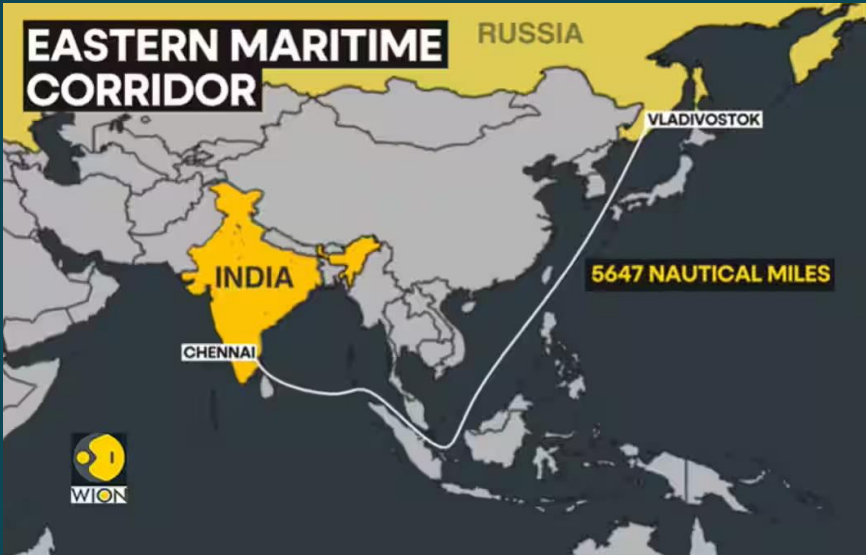 EASTERN MARITIME
CORRIDOR
RUSSIA
VLADIVOSTOK
5647 NAUTICAL MILES
INDIA
CHENNAI
WION